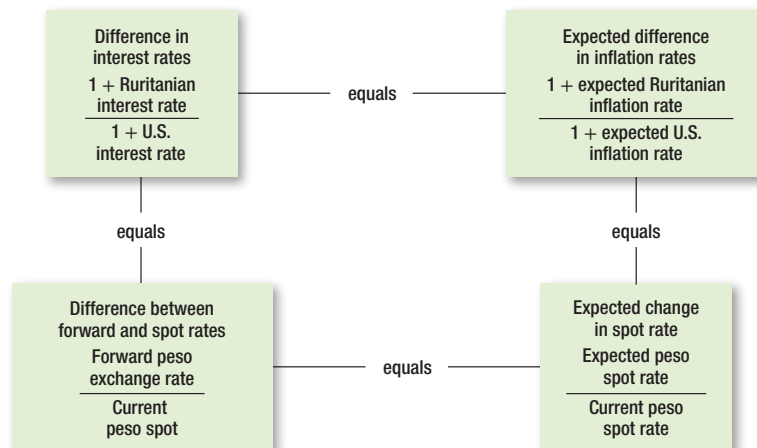 Difference in
interest rates
1 + Ruritanian
interest rate
1 + U.S.
interest rate
equals
Expected difference
in inflation rates
1 + expected Ruritanian
inflation rate
1 + expected U.S.
inflation rate
equals
equals
Difference between
forward and spot rates
Forward peso
exchange rate
Current
peso spot
equals
Expected change
in spot rate
Expected peso
spot rate
Current peso
spot rate